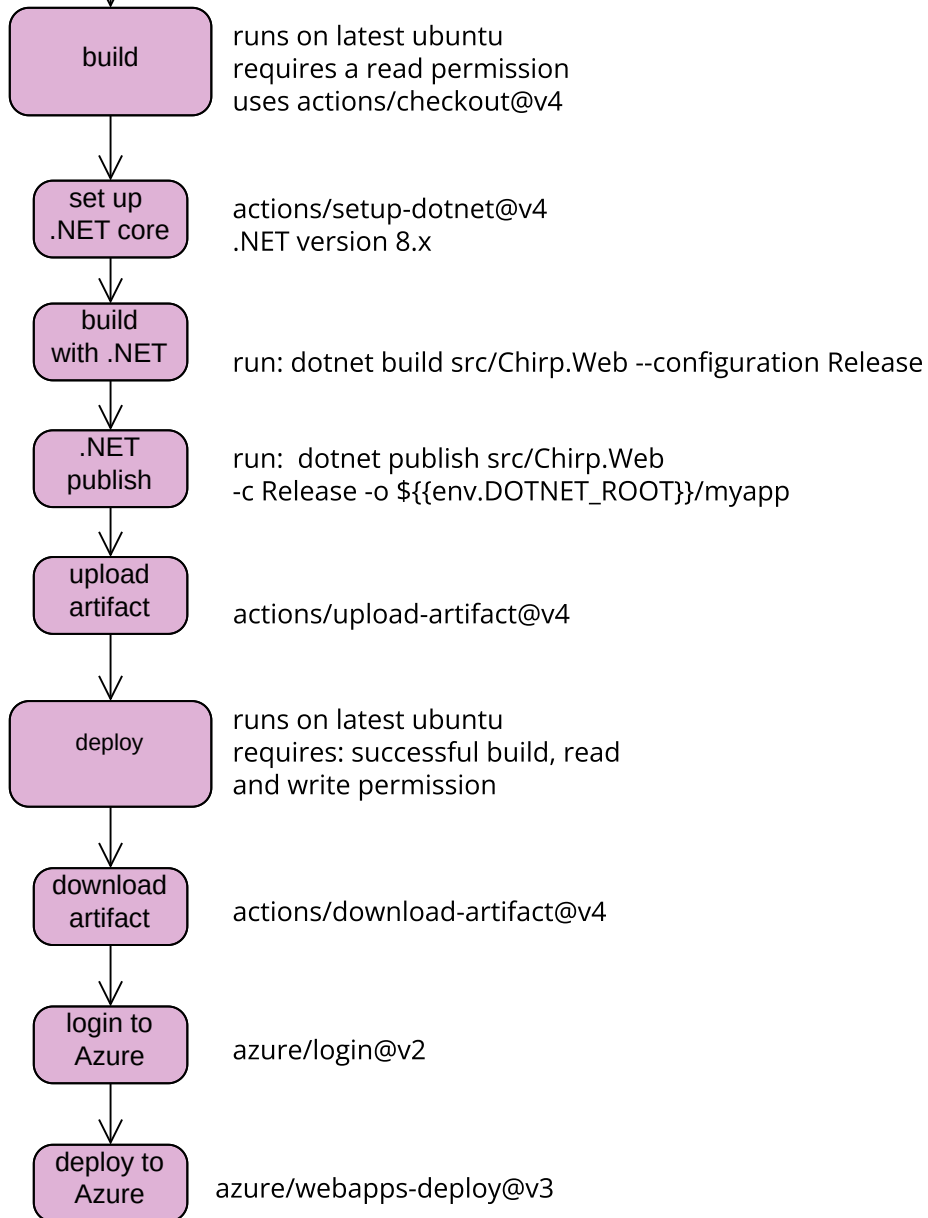 build
runs on latest ubuntu
requires a read permission
uses actions/checkout@v4
set up
.NET core
actions/setup-dotnet@v4
.NET version 8.x
build
with .NET
run: dotnet build src/Chirp.Web --configuration Release
.NET
publish
run:  dotnet publish src/Chirp.Web
-c Release -o ${{env.DOTNET_ROOT}}/myapp
upload
artifact
actions/upload-artifact@v4
deploy
runs on latest ubuntu
requires: successful build, read
and write permission
download
artifact
actions/download-artifact@v4
login to
Azure
azure/login@v2
deploy to
Azure
azure/webapps-deploy@v3